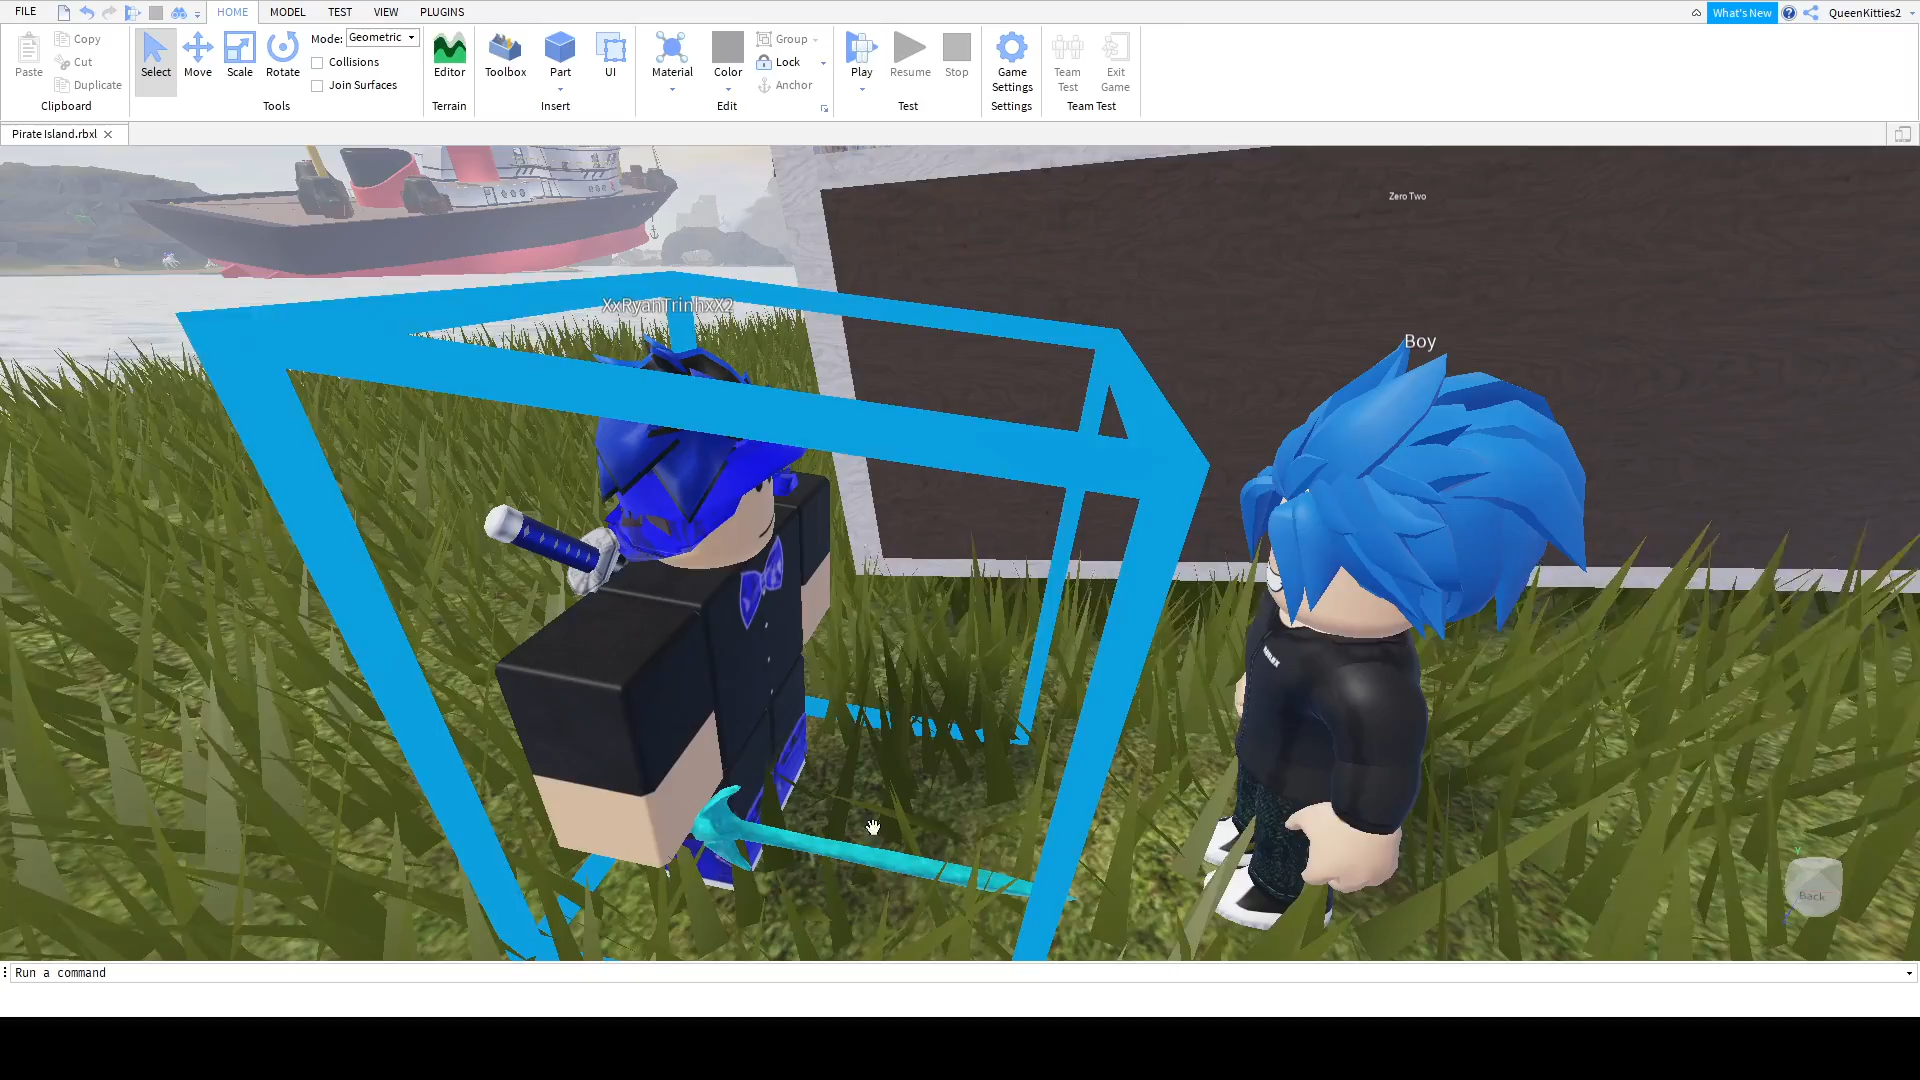 FILE HOME MODEL TEST VIEW PLUGINS What's New QueenKitties2
Paste Copy Cut Duplicate Clipboard
Select Move Scale Rotate Mode: Geometric Collisions Join Surfaces Tools
Editor Terrain
Toolbox Part UI Insert
Material Color Group Lock Anchor Edit
Play Resume Stop Test
Game Settings Settings
Team Test Exit Game Team Test
Pirate Island.rbxl
Zero Two
XxRyanTrinhxX2
Boy
ROBLOX
Y
Back
Run a command